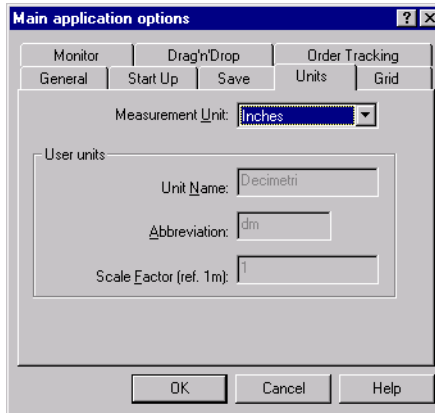 Main application options
Monitor Drag'n'Drop Order Tracking
General Start Up Save Units Grid
Measurement Unit: Inches
User units
Unit Name: Decimetri
Abbreviation: dm
Scale Factor (ref. 1m): 1
OK Cancel Help